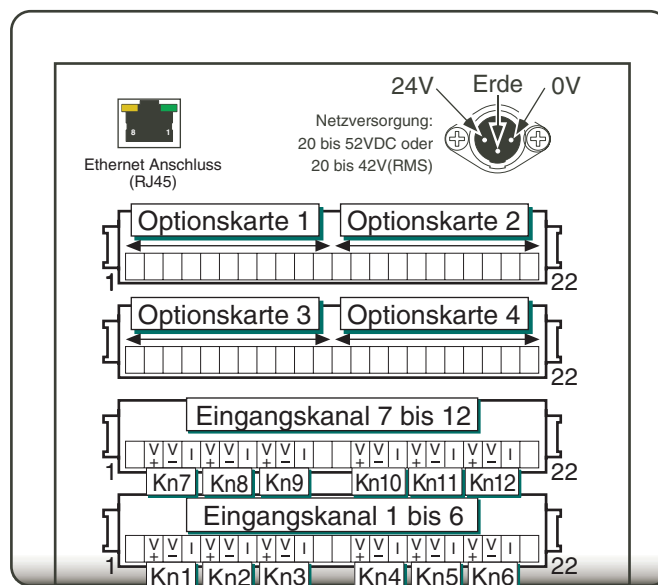 24V Erde 0V
Netzversorgung:
20 bis 52VDC oder
20 bis 42V(RMS)
8 1
Ethernet Anschluss
(RJ45)
Optionskarte 1 Optionskarte 2
1 22
Optionskarte 3 Optionskarte 4
1 22
Eingangskanal 7 bis 12
V+ V− I V+ V− I V+ V− I V+ V− I V+ V− I V+ V− I
1 22
Kn7 Kn8 Kn9 Kn10 Kn11 Kn12
Eingangskanal 1 bis 6
V+ V− I V+ V− I V+ V− I V+ V− I V+ V− I V+ V− I
1 22
Kn1 Kn2 Kn3 Kn4 Kn5 Kn6